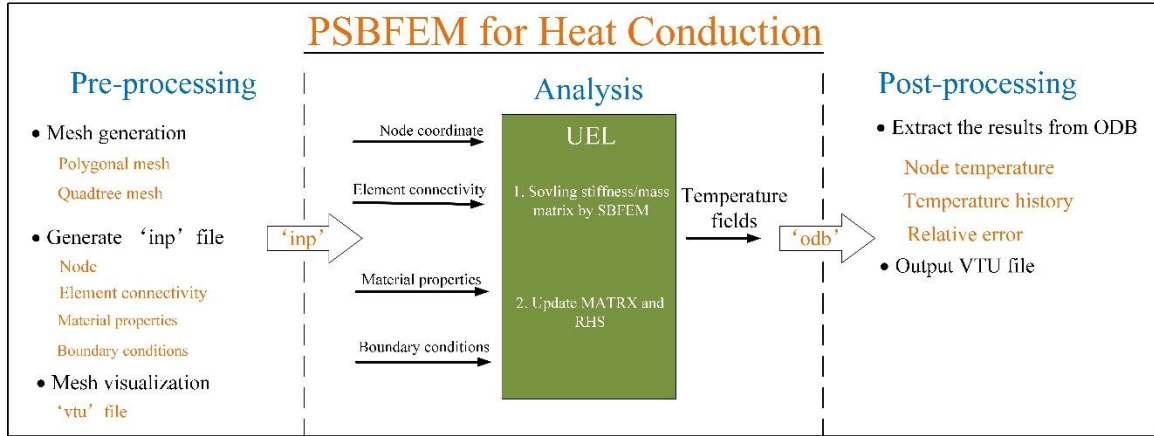 PSBFEM for Heat Conduction
Pre-processing
• Mesh generation
Polygonal mesh
Quadtree mesh
• Generate ‘inp’ file
Node
Element connectivity
Material properties
Boundary conditions
• Mesh visualization
‘vtu’ file
‘inp’
Analysis
Node coordinate
Element connectivity
Material properties
Boundary conditions
UEL
1. Sovling stiffness/mass
matrix by SBFEM
2. Update MATRX and
RHS
Temperature
fields
‘odb’
Post-processing
• Extract the results from ODB
Node temperature
Temperature history
Relative error
• Output VTU file